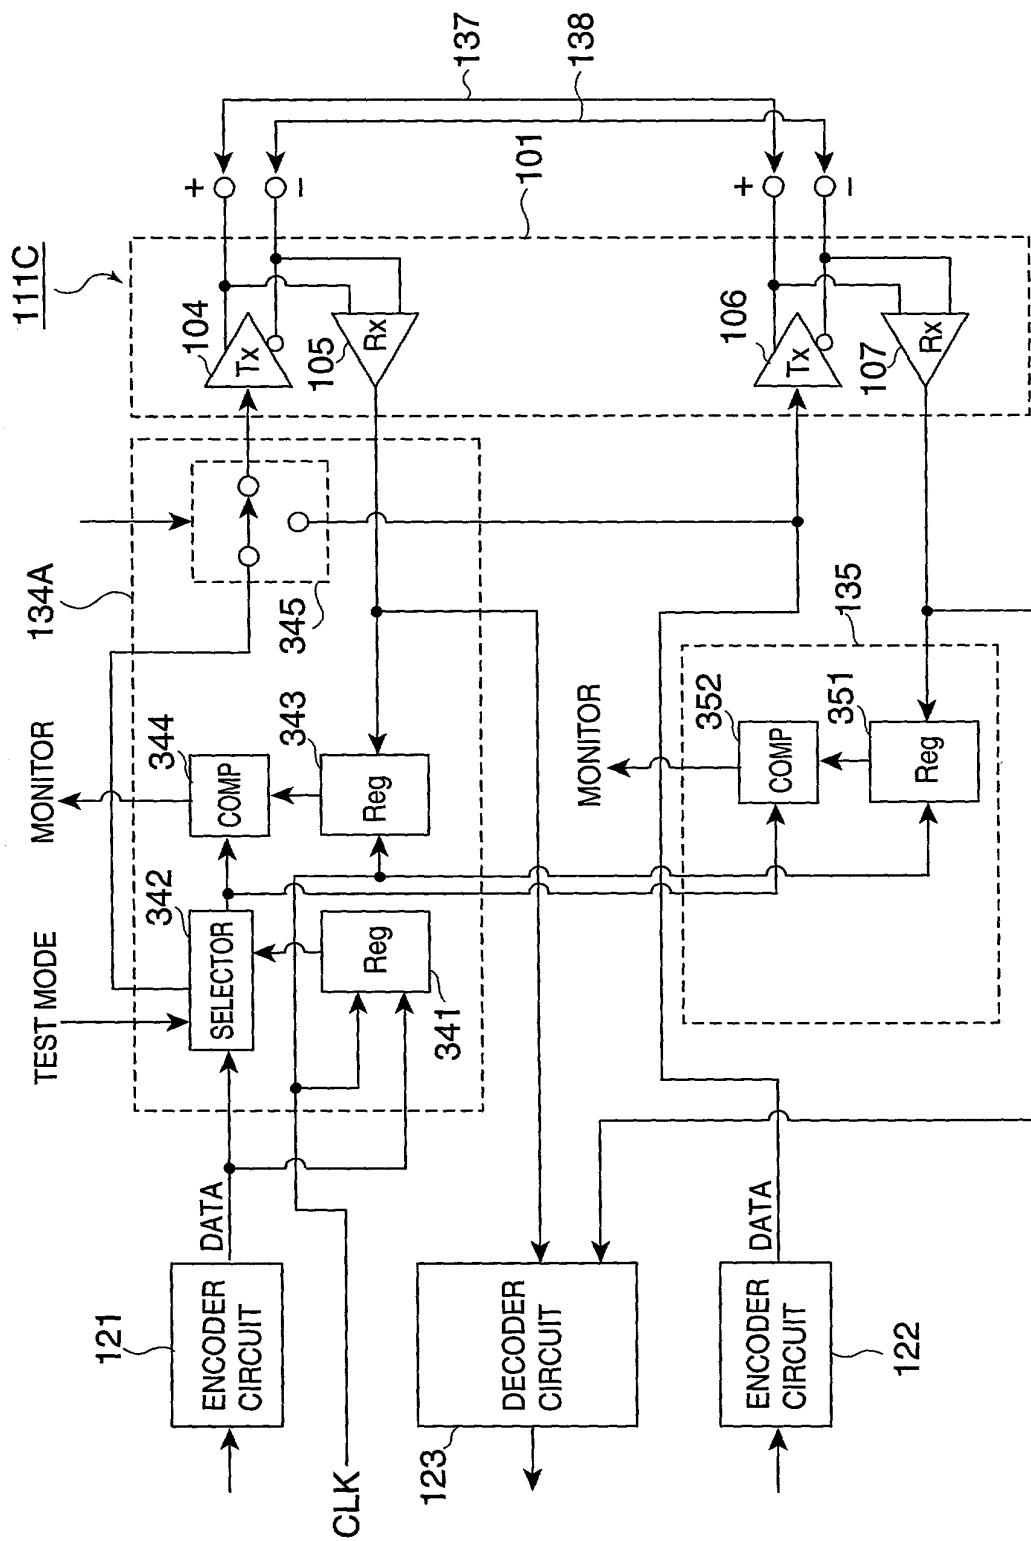 111C
134A
TEST MODE
MONITOR
104
+
−
137
138
101
342
344
SELECTOR
COMP
345
Tx
105
Rx
121
ENCODER
CIRCUIT
DATA
CLK
341
Reg
343
Reg
123
DECODER
CIRCUIT
MONITOR
352
COMP
351
Reg
135
106
Tx
+
−
107
Rx
122
ENCODER
CIRCUIT
DATA